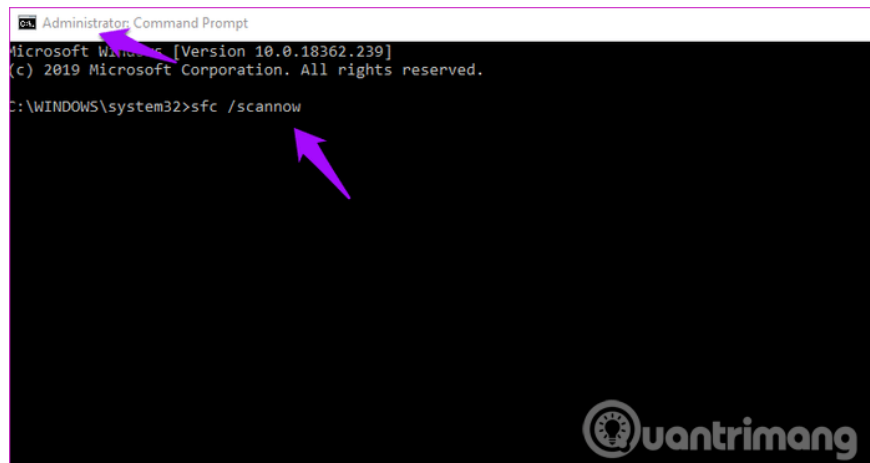 Administrator: Command Prompt
Microsoft Windows [Version 10.0.18362.239]
(c) 2019 Microsoft Corporation. All rights reserved.
C:\WINDOWS\system32>sfc /scannow
Quantrimang